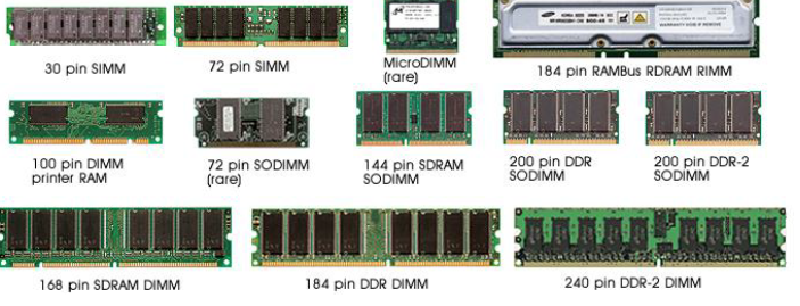 30 pin SIMM
72 pin SIMM
MicroDIMM
(rare)
184 pin RAMBus RDRAM RIMM
100 pin DIMM
printer RAM
72 pin SODIMM
(rare)
144 pin SDRAM
SODIMM
200 pin DDR
SODIMM
200 pin DDR-2
SODIMM
168 pin SDRAM DIMM
184 pin DDR DIMM
240 pin DDR-2 DIMM